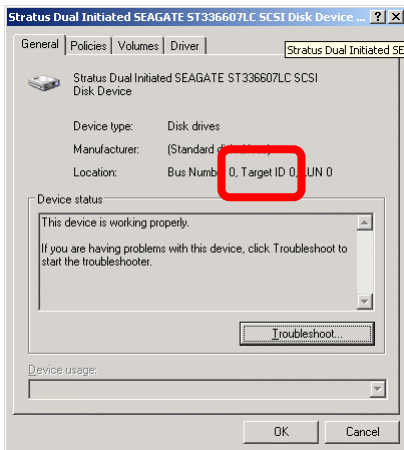 Stratus Dual Initiated SEAGATE ST336607LC SCSI Disk Device ...
General Policies Volumes Driver
Stratus Dual Initiated SE
Stratus Dual Initiated SEAGATE ST336607LC SCSI
Disk Device
Device type: Disk drives
Manufacturer: (Standard
Location: Bus 0, Target ID 0, LUN 0
Device status
This device is working properly.
If you are having problems with this device, click Troubleshoot to
start the troubleshooter.
Troubleshoot...
Device usage:
OK Cancel